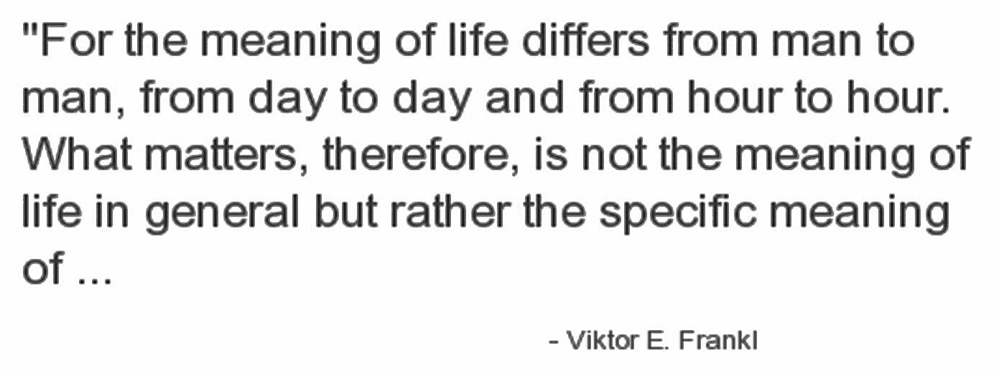 "For the meaning of life differs from man to
man, from day to day and from hour to hour.
What matters, therefore, is not the meaning of
life in general but rather the specific meaning
of ...
- Viktor E. Frankl